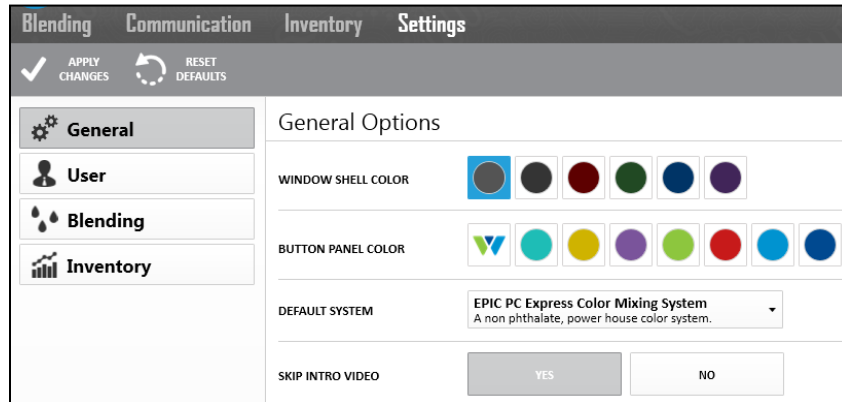 Blending Communication Inventory Settings
APPLY CHANGES RESET DEFAULTS
General
User
Blending
Inventory
General Options
WINDOW SHELL COLOR
BUTTON PANEL COLOR
DEFAULT SYSTEM
EPIC PC Express Color Mixing System
A non phthalate, power house color system.
SKIP INTRO VIDEO
YES NO